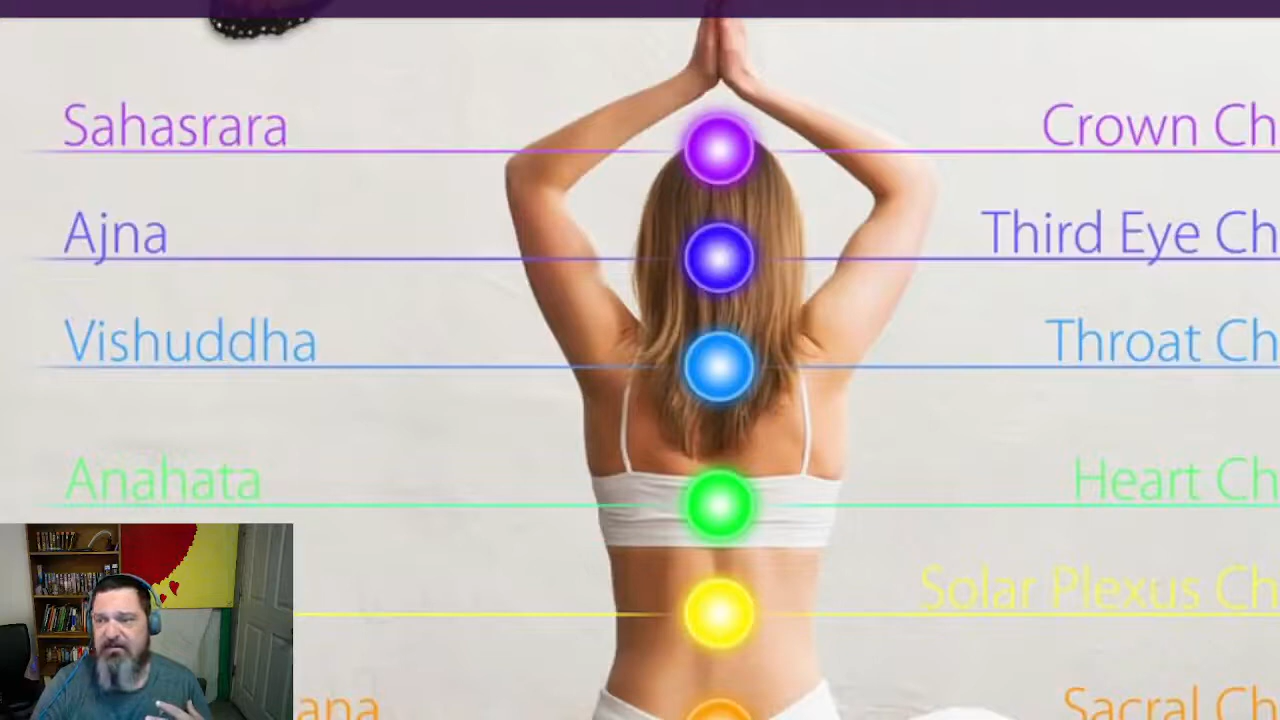 Sahasrara
Crown Ch
Ajna
Third Eye Ch
Vishuddha
Throat Ch
Anahata
Heart Ch
Solar Plexus Ch
ana
Sacral Ch